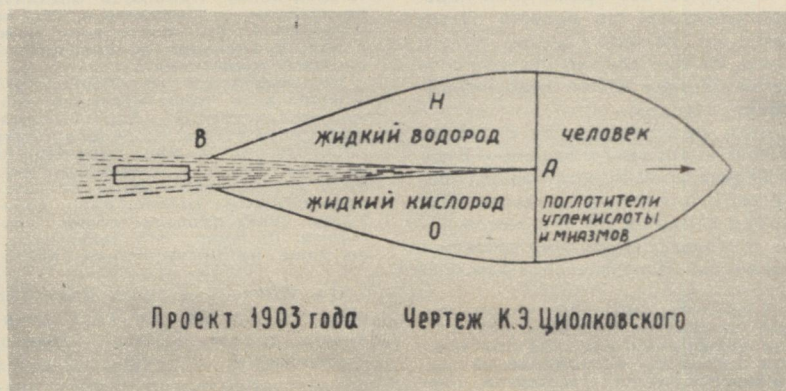 Н
В
ЖИДКИЙ ВОДОРОД
ЧЕЛОВЕК
А
ЖИДКИЙ КИСЛОРОД
О
ПОГЛОТИТЕЛИ
УГЛЕКИСЛОТЫ
И МИАЗМОВ
Проект 1903 года Чертеж К.Э. Циолковского